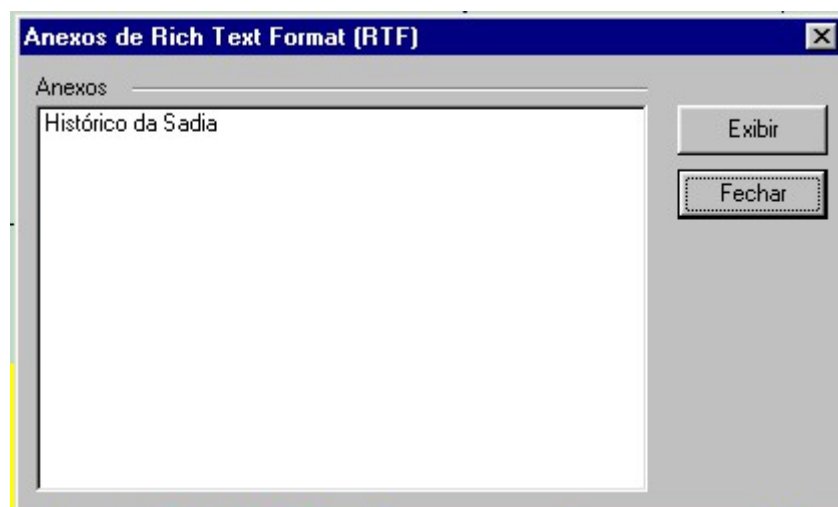 Anexos de Rich Text Format (RTF)
Anexos
Histórico da Sadia
Exibir
Fechar